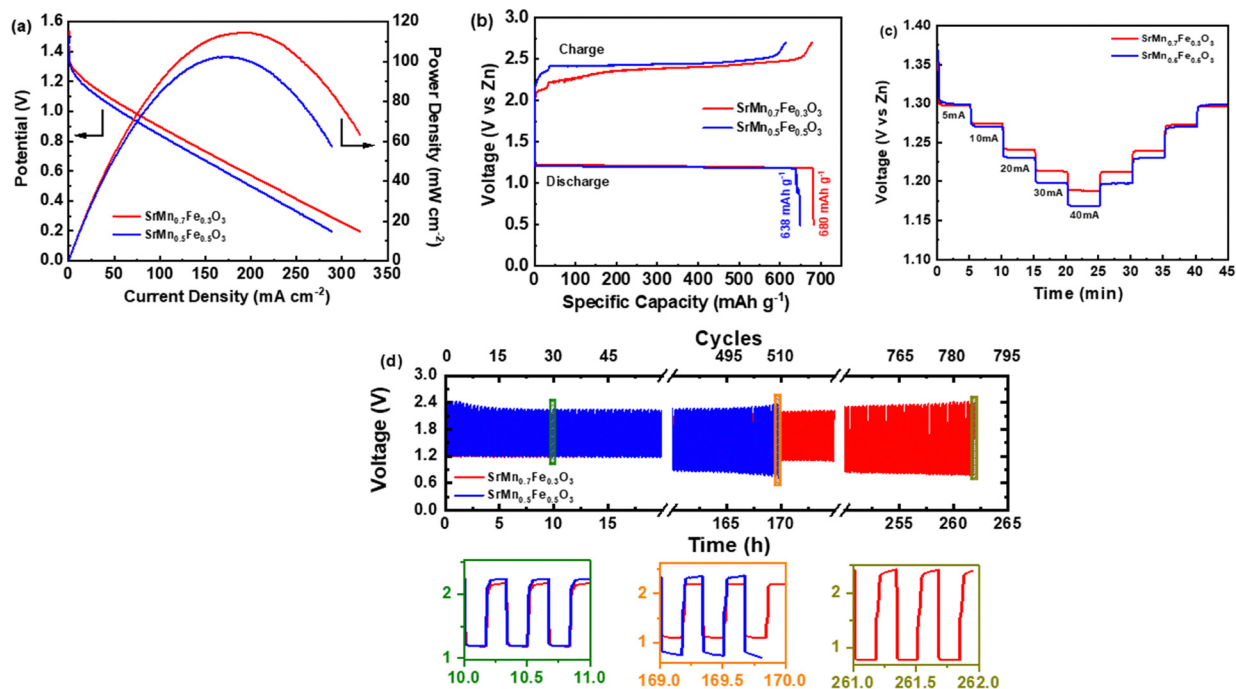 (a)
1.6
1.4
1.2
1.0
0.8
0.6
0.4
0.2
0.0
Potential (V)
120
100
80
60
40
20
0
Power Density (mW cm⁻²)
SrMn₀.₇Fe₀.₃O₃
SrMn₀.₅Fe₀.₅O₃
0 50 100 150 200 250 300 350
Current Density (mA cm⁻²)
(b)
3.0
2.5
2.0
1.5
1.0
0.5
0.0
Voltage (V vs Zn)
Charge
SrMn₀.₇Fe₀.₃O₃
SrMn₀.₅Fe₀.₅O₃
Discharge
638 mAh g⁻¹
680 mAh g⁻¹
0 100 200 300 400 500 600 700
Specific Capacity (mAh g⁻¹)
(c)
1.40
1.35
1.30
1.25
1.20
1.15
1.10
Voltage (V vs Zn)
SrMn₀.₇Fe₀.₃O₃
5mA
10mA
20mA
30mA
40mA
0 5 10 15 20 25 30 35 40 45
Time (min)
(d)
Cycles
0 15 30 45 495 510 765 780 795
3.0
2.4
1.8
1.2
0.6
0.0
Voltage (V)
SrMn₀.₇Fe₀.₃O₃
SrMn₀.₅Fe₀.₅O₃
0 5 10 15 165 170 255 260 265
Time (h)
2
1
10.0 10.5 11.0
2
1
169.0 169.5 170.0
2
1
261.0 261.5 262.0